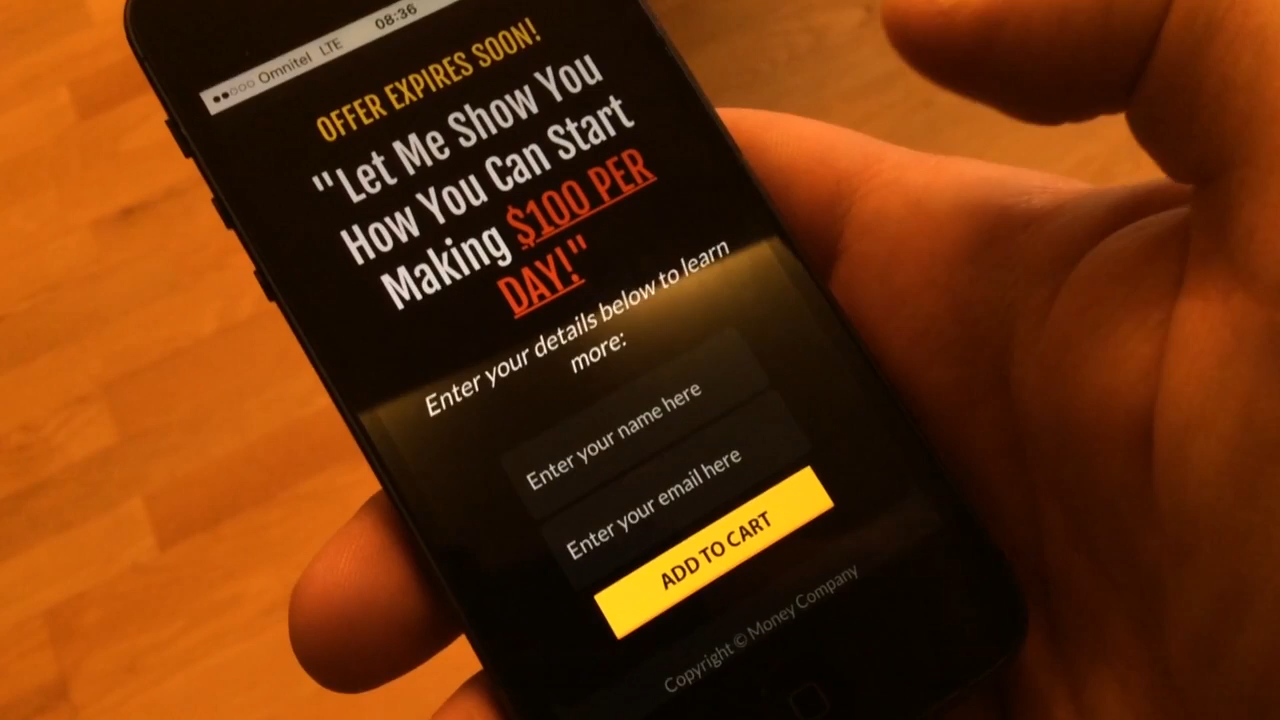 ●●○○○ Omnitel LTE 08:36
OFFER EXPIRES SOON!
"Let Me Show You
How You Can Start
Making $100 PER
DAY!"
Enter your details below to learn
more:
Enter your name here
Enter your email here
ADD TO CART
Copyright © Money Company